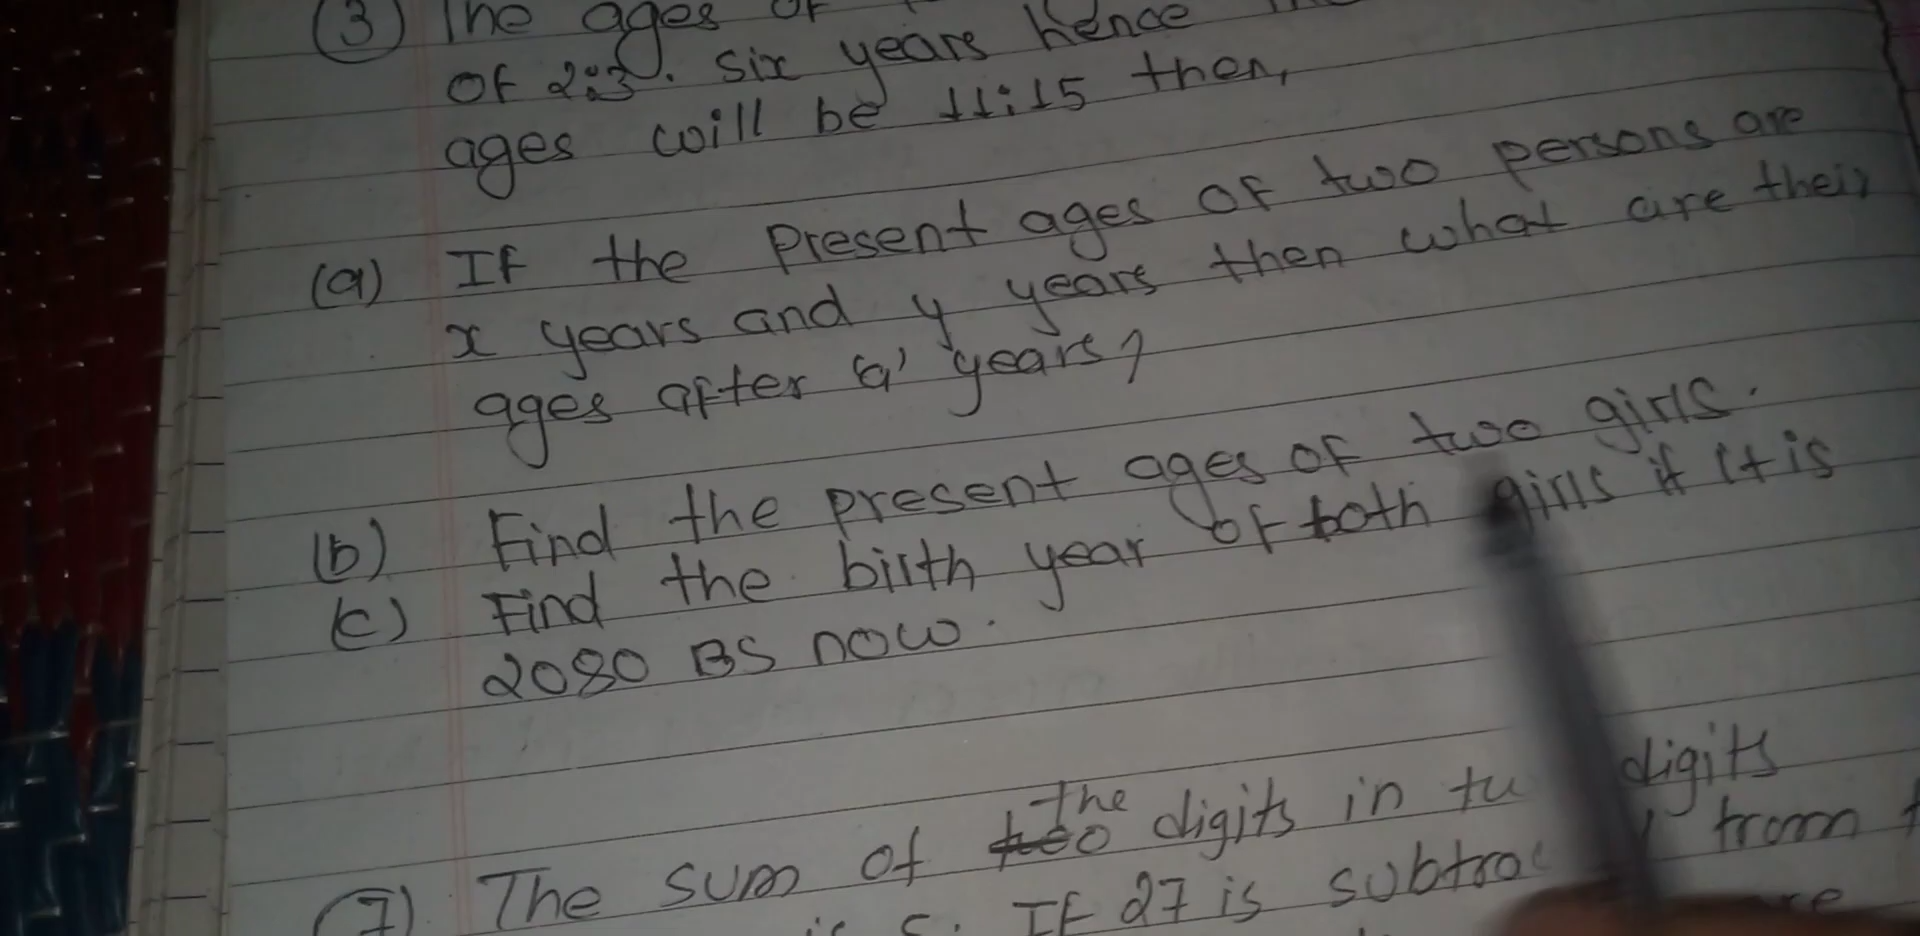 (3) The ages of
of 2:3. six years hence
ages will be 11:15 then,
(a) If the present ages of two persons are
x years and y years then what are their
ages after 'a' years?
(b) Find the present ages of two girls.
(c) Find the birth year of both girls if it is
2080 BS now.
(7) The sum of the digits in digits
is 5. If 27 is from